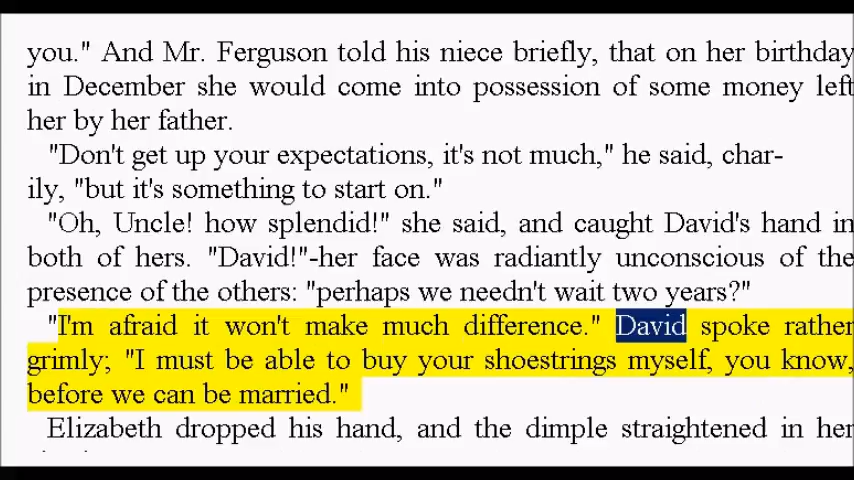 you." And Mr. Ferguson told his niece briefly, that on her birthday
in December she would come into possession of some money left
her by her father.
"Don't get up your expectations, it's not much," he said, char-
ily, "but it's something to start on."
"Oh, Uncle! how splendid!" she said, and caught David's hand in
both of hers. "David!"-her face was radiantly unconscious of the
presence of the others: "perhaps we needn't wait two years?"
"I'm afraid it won't make much difference." David spoke rather
grimly; "I must be able to buy your shoestrings myself, you know,
before we can be married."
Elizabeth dropped his hand, and the dimple straightened in her